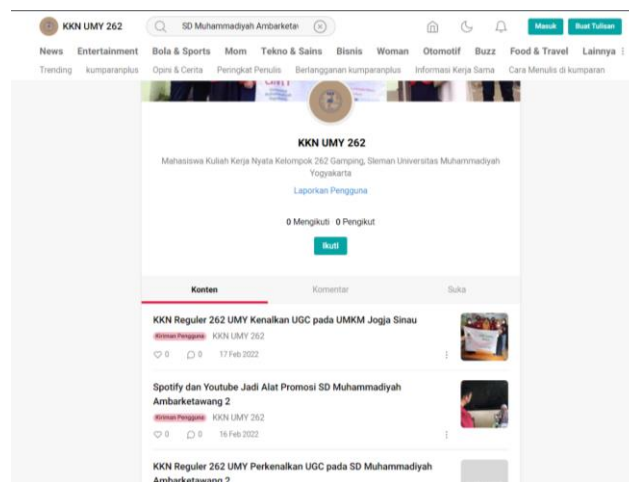 KKN UMY 262
SD Muhammadiyah Ambarketaw
Masuk
Buat Tulisan
News Entertainment Bola & Sports Mom Tekno & Sains Bisnis Woman Otomotif Buzz Food & Travel Lainnya
Trending kumparanplus Opini & Cerita Peringkat Penulis Berlangganan kumparanplus Informasi Kerja Sama Cara Menulis di kumparan
KKN UMY 262
Mahasiswa Kuliah Kerja Nyata Kelompok 262 Gamping, Sleman Universitas Muhammadiyah
Yogyakarta
Laporkan Pengguna
0 Mengikuti 0 Pengikut
Ikuti
Konten Komentar Suka
KKN Reguler 262 UMY Kenalkan UGC pada UMKM Jogja Sinau
Kiriman Pengguna KKN UMY 262
0 0 17 Feb 2022
Spotify dan Youtube Jadi Alat Promosi SD Muhammadiyah
Ambarketawang 2
Kiriman Pengguna KKN UMY 262
0 0 16 Feb 2022
KKN Reguler 262 UMY Perkenalkan UGC pada SD Muhammadiyah
Ambarketawang 2